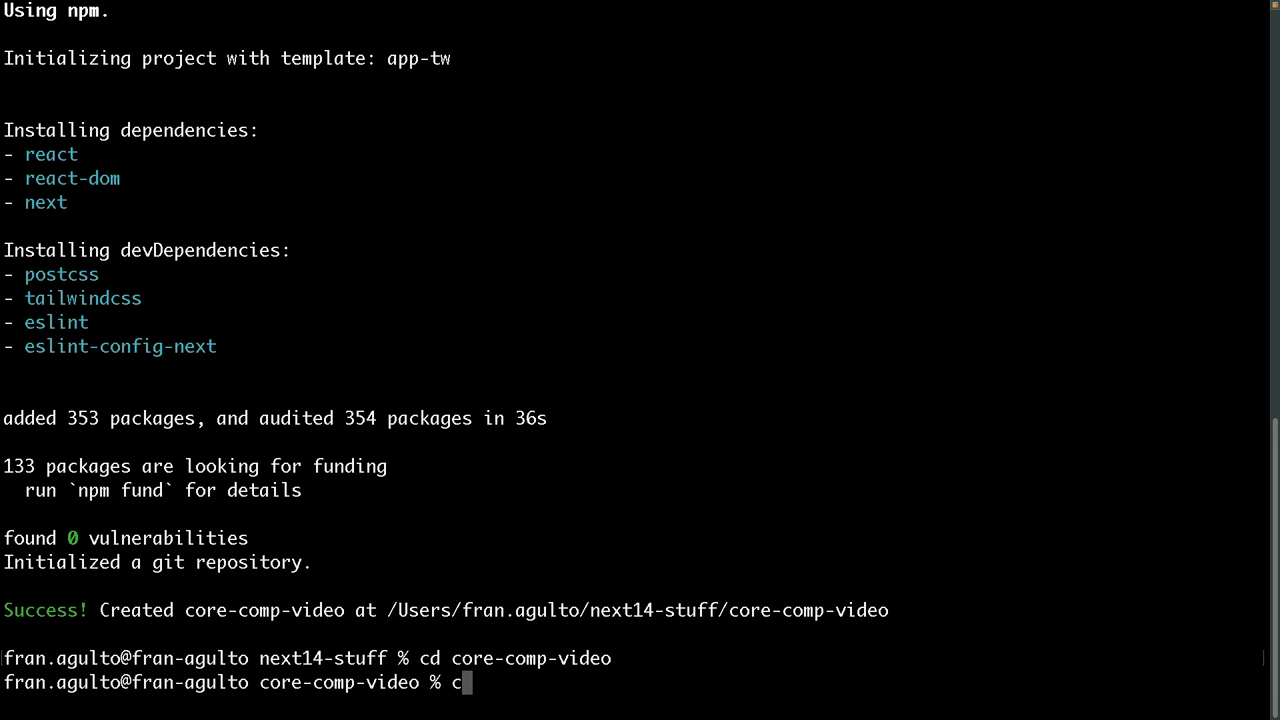 Using npm.
Initializing project with template: app-tw
Installing dependencies:
- react
- react-dom
- next
Installing devDependencies:
- postcss
- tailwindcss
- eslint
- eslint-config-next
added 353 packages, and audited 354 packages in 36s
133 packages are looking for funding
  run `npm fund` for details
found 0 vulnerabilities
Initialized a git repository.
Success! Created core-comp-video at /Users/fran.agulto/next14-stuff/core-comp-video
fran.agulto@fran-agulto next14-stuff % cd core-comp-video
fran.agulto@fran-agulto core-comp-video % c